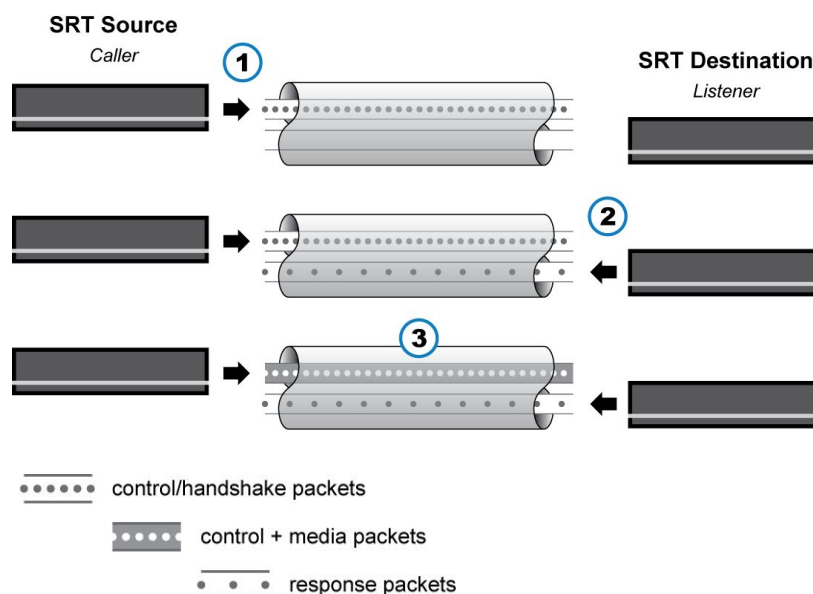 SRT Source
Caller
1
SRT Destination
Listener
2
3
control/handshake packets
control + media packets
response packets